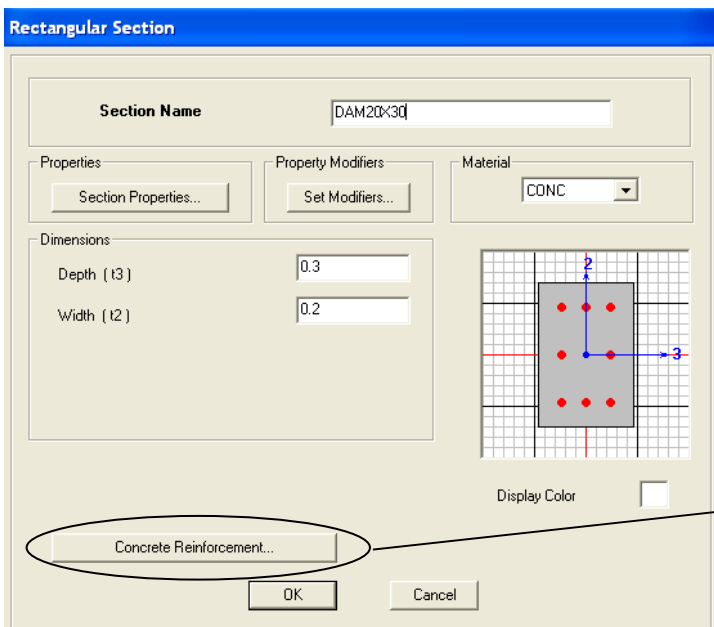 Rectangular Section
Section Name DAM20X30
Properties Property Modifiers Material
Section Properties... Set Modifiers... CONC
Dimensions
Depth ( t3 ) 0.3
Width ( t2 ) 0.2
2
3
Display Color
Concrete Reinforcement...
OK Cancel